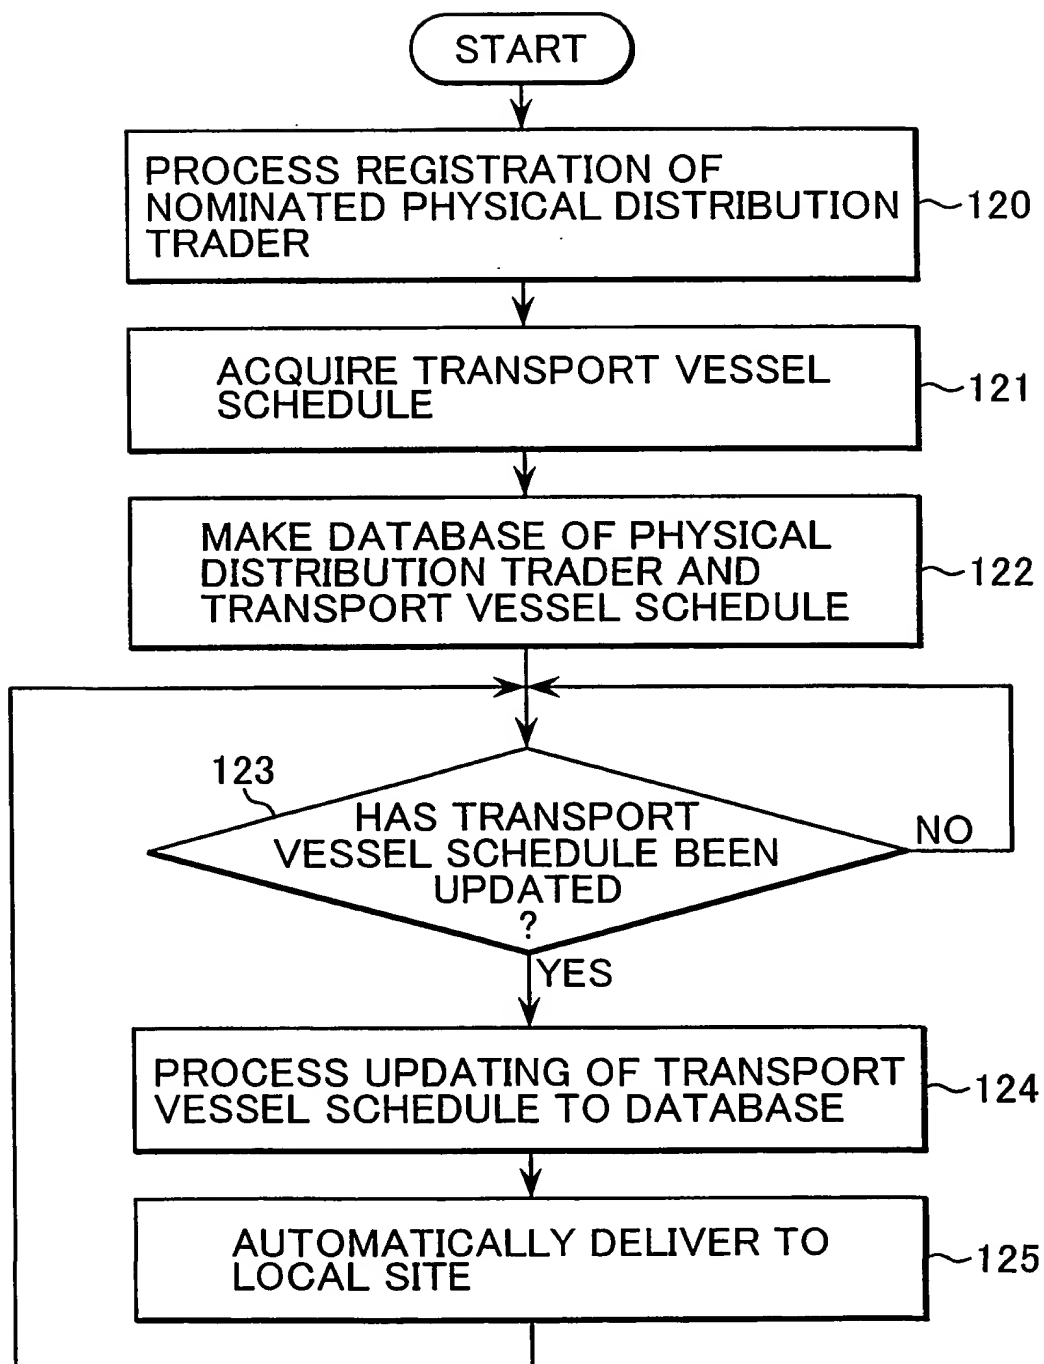 START
PROCESS REGISTRATION OF
NOMINATED PHYSICAL DISTRIBUTION
TRADER
120
ACQUIRE TRANSPORT VESSEL
SCHEDULE
121
MAKE DATABASE OF PHYSICAL
DISTRIBUTION TRADER AND
TRANSPORT VESSEL SCHEDULE
122
123
HAS TRANSPORT
VESSEL SCHEDULE BEEN
UPDATED
?
NO
YES
PROCESS UPDATING OF TRANSPORT
VESSEL SCHEDULE TO DATABASE
124
AUTOMATICALLY DELIVER TO
LOCAL SITE
125